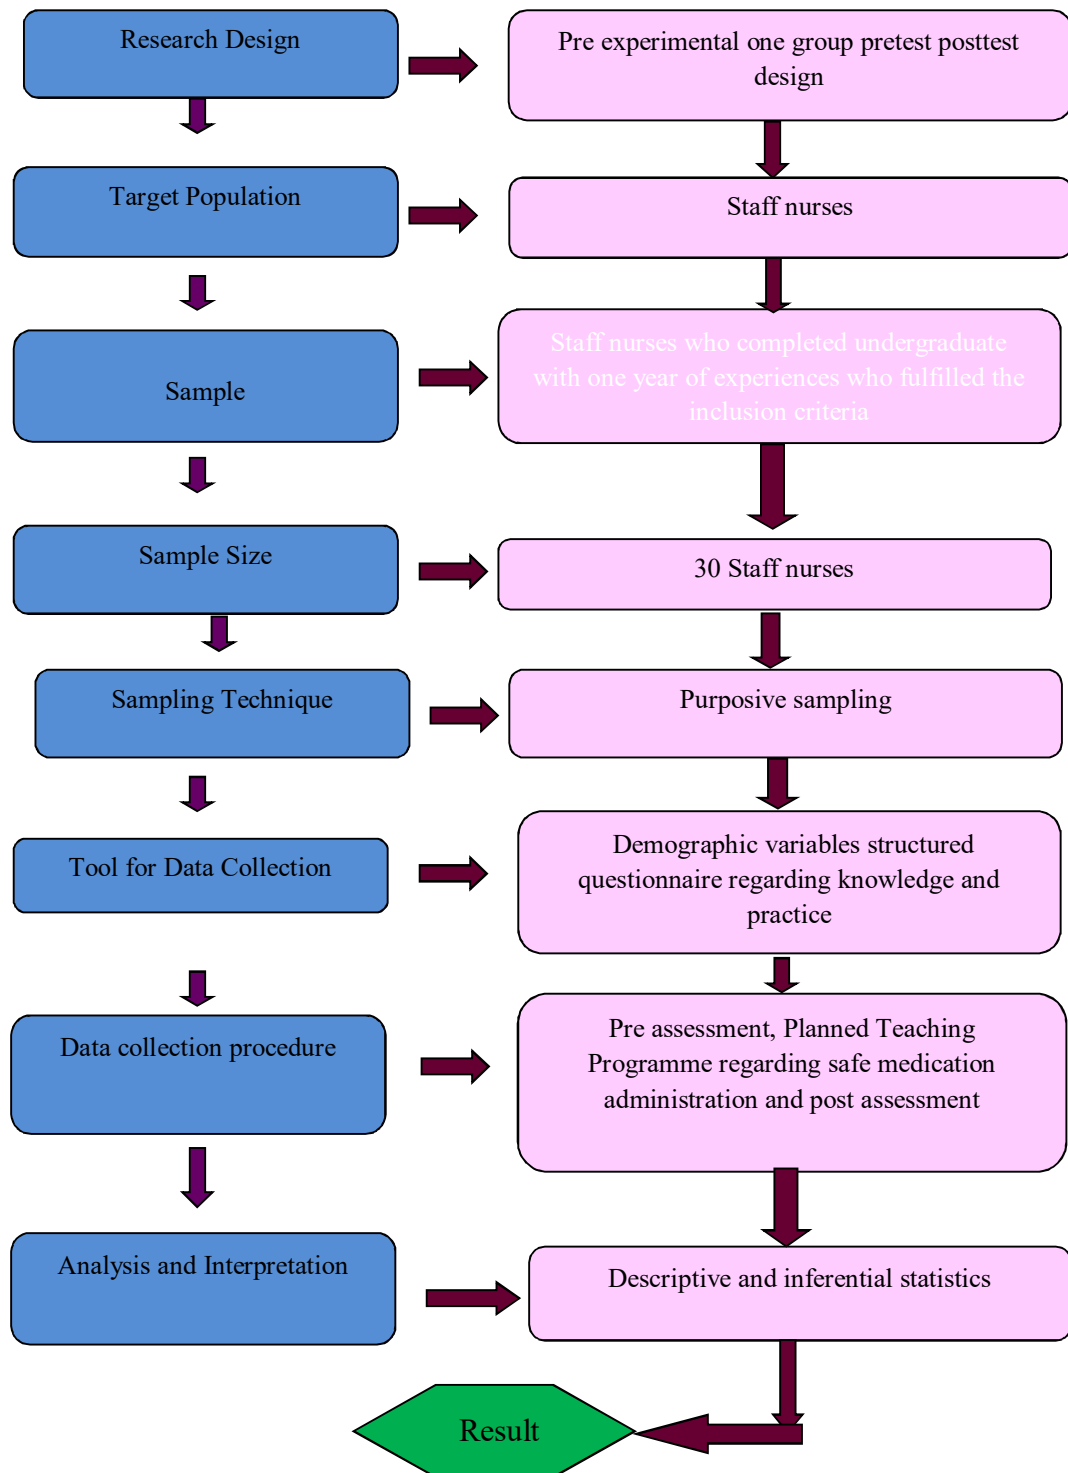 Research Design
Pre experimental one group pretest posttest
design
Target Population
Staff nurses
Sample
Staff nurses who completed undergraduate
with one year of experiences who fulfilled the
inclusion criteria
Sample Size
30 Staff nurses
Sampling Technique
Purposive sampling
Tool for Data Collection
Demographic variables structured
questionnaire regarding knowledge and
practice
Data collection procedure
Pre assessment, Planned Teaching
Programme regarding safe medication
administration and post assessment
Analysis and Interpretation
Descriptive and inferential statistics
Result